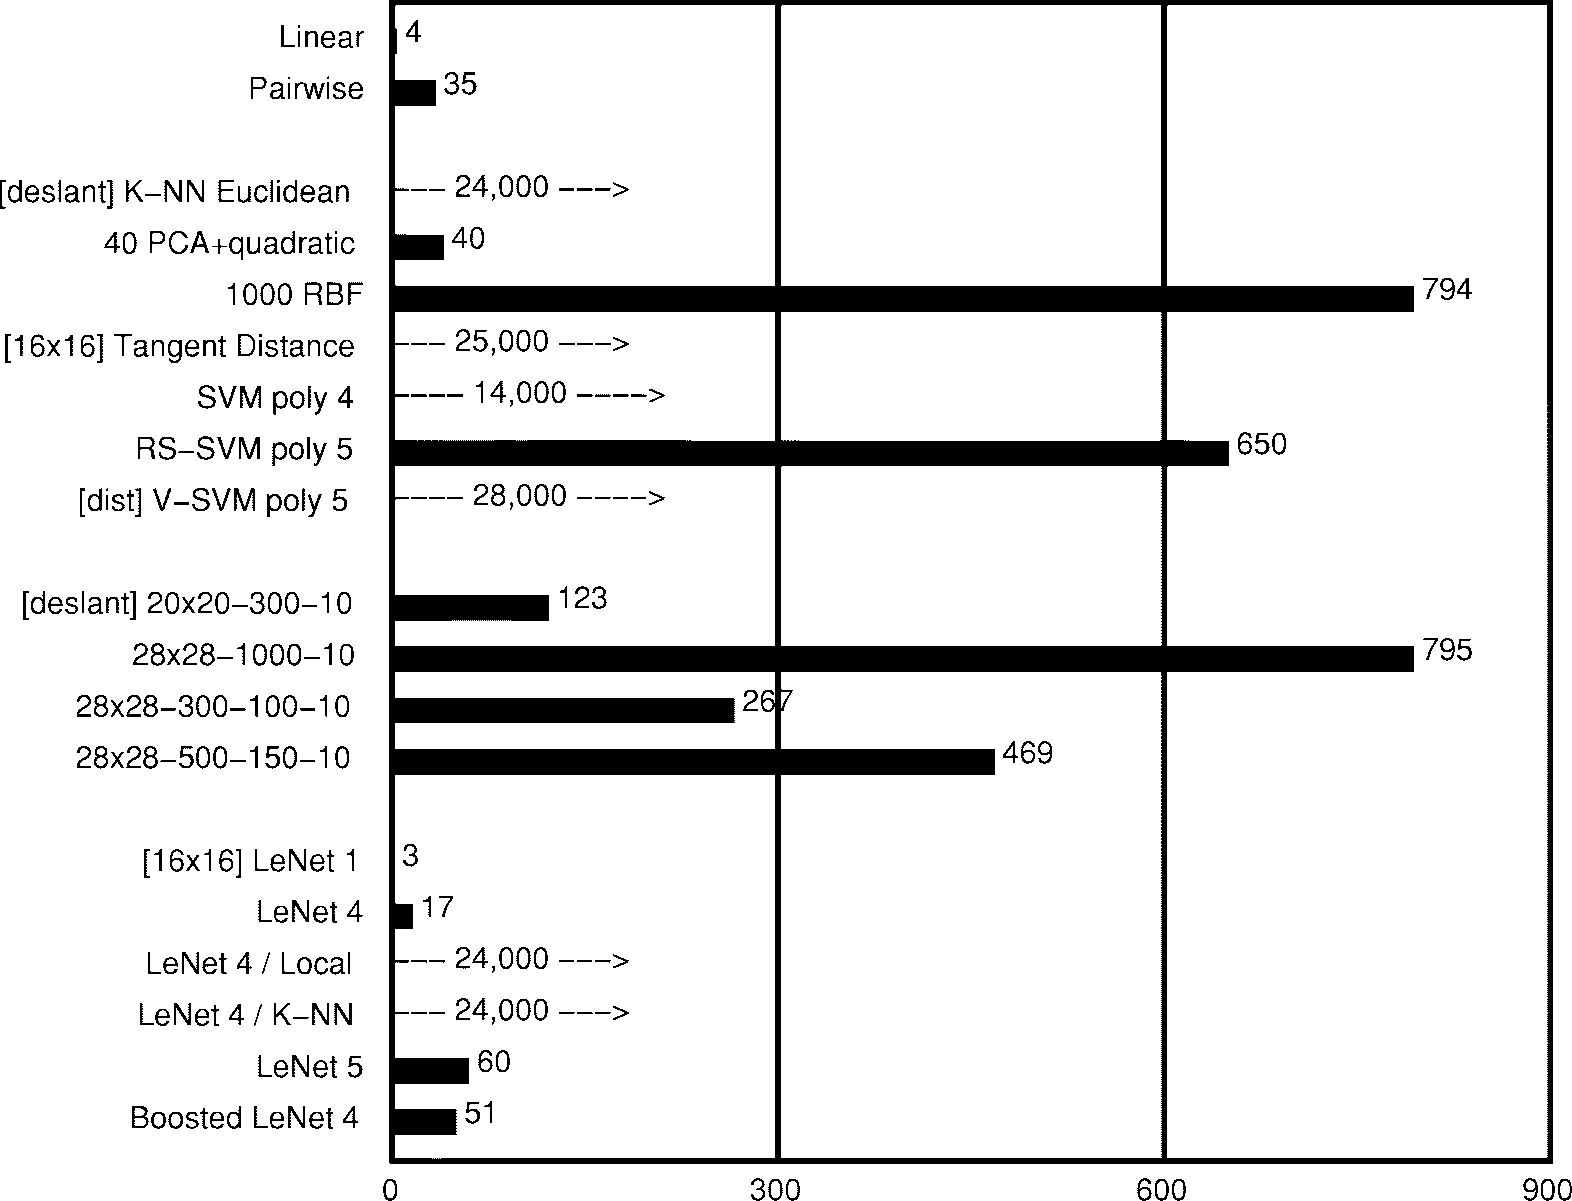 Linear 4
Pairwise 35
[deslant] K–NN Euclidean ––– 24,000 –––>
40 PCA+quadratic 40
1000 RBF 794
[16x16] Tangent Distance ––– 25,000 –––>
SVM poly 4 –––– 14,000 ––––>
RS–SVM poly 5 650
[dist] V–SVM poly 5 –––– 28,000 ––––>
[deslant] 20x20–300–10 123
28x28–1000–10 795
28x28–300–100–10 267
28x28–500–150–10 469
[16x16] LeNet 1 3
LeNet 4 17
LeNet 4 / Local ––– 24,000 –––>
LeNet 4 / K–NN ––– 24,000 –––>
LeNet 5 60
Boosted LeNet 4 51
0 300 600 900